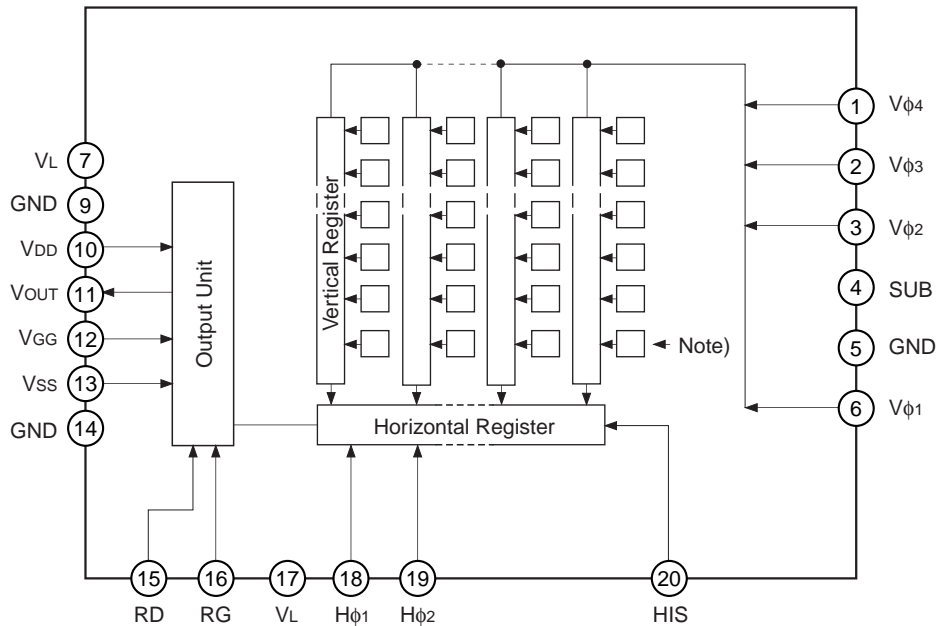 1 Vϕ4
2 Vϕ3
3 Vϕ2
4 SUB
5 GND
6 Vϕ1
VL 7
GND 9
VDD 10
VOUT 11
VGG 12
VSS 13
GND 14
Output Unit
Vertical Register
Note)
Horizontal Register
15 16 17 18 19 20
RD RG VL Hϕ1 Hϕ2 HIS